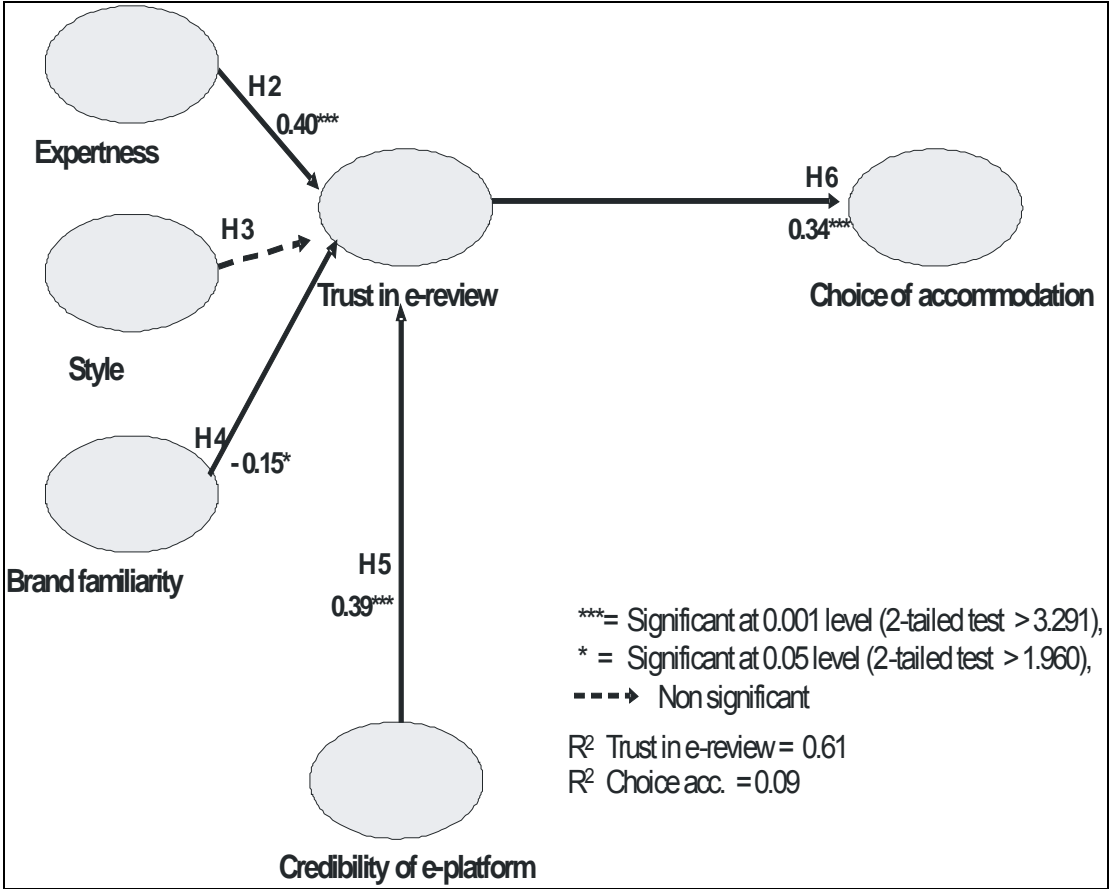 H2
0.40***
Expertness
H6
0.34***
H3
Trust in e-review
Choice of accommodation
Style
H4
- 0.15*
H5
0.39***
Brand familiarity
***= Significant at 0.001 level (2-tailed test > 3.291),
* = Significant at 0.05 level (2-tailed test > 1.960),
Non significant
R² Trust in e-review = 0.61
R² Choice acc. = 0.09
Credibility of e-platform